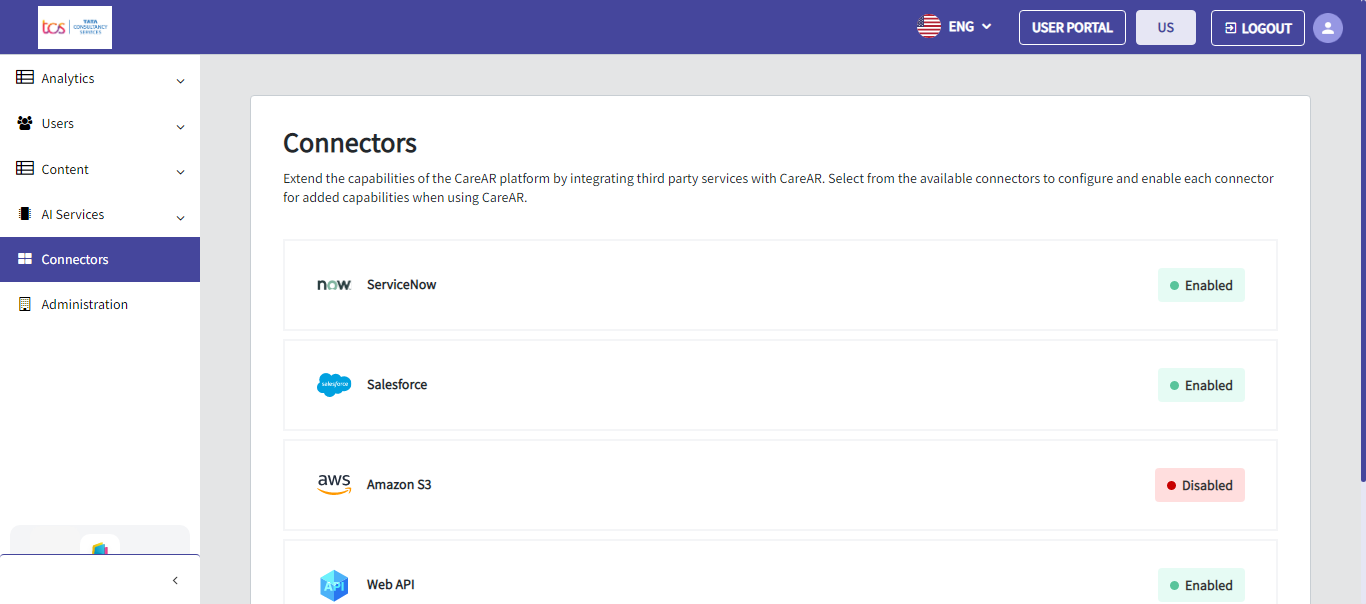 tcs TATA CONSULTANCY SERVICES
ENG
USER PORTAL
US
LOGOUT
Analytics
Users
Content
AI Services
Connectors
Administration
Connectors
Extend the capabilities of the CareAR platform by integrating third party services with CareAR. Select from the available connectors to configure and enable each connector
for added capabilities when using CareAR.
now. ServiceNow Enabled
salesforce Salesforce Enabled
aws Amazon S3 Disabled
API Web API Enabled